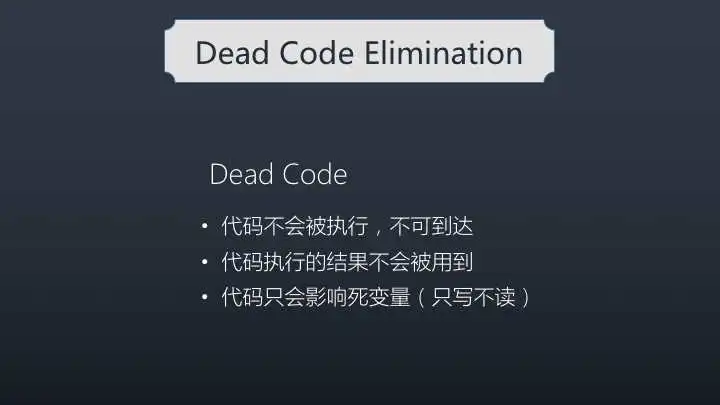 Dead Code Elimination
Dead Code
• 代码不会被执行，不可到达
• 代码执行的结果不会被用到
• 代码只会影响死变量（只写不读）